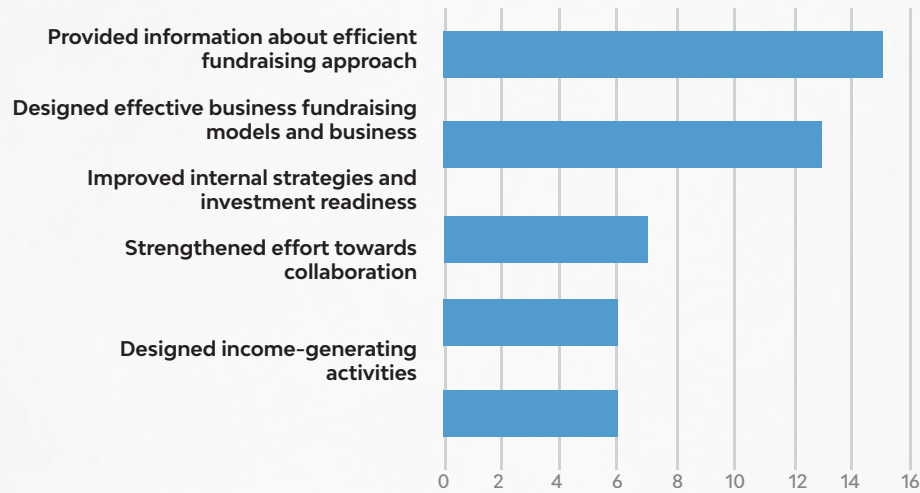 Provided information about efficient
fundraising approach
Designed effective business fundraising
models and business
Improved internal strategies and
investment readiness
Strengthened effort towards
collaboration
Designed income-generating
activities
0 2 4 6 8 10 12 14 16